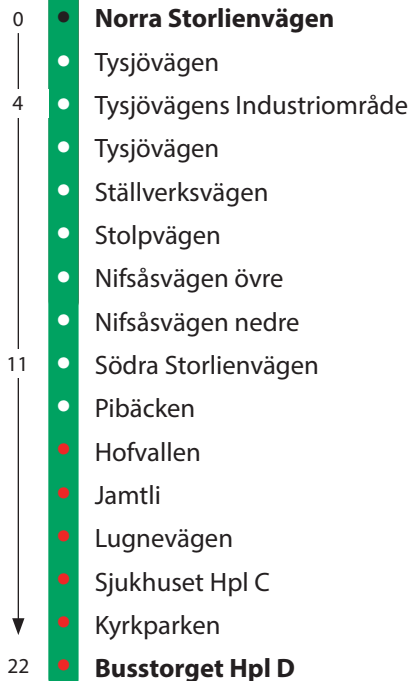 0 Norra Storlienvägen
Tysjövägen
4 Tysjövägens Industriområde
Tysjövägen
Ställverksvägen
Stolpvägen
Nifsåsvägen övre
Nifsåsvägen nedre
11 Södra Storlienvägen
Pibäcken
Hofvallen
Jamtli
Lugnevägen
Sjukhuset Hpl C
Kyrkparken
22 Busstorget Hpl D